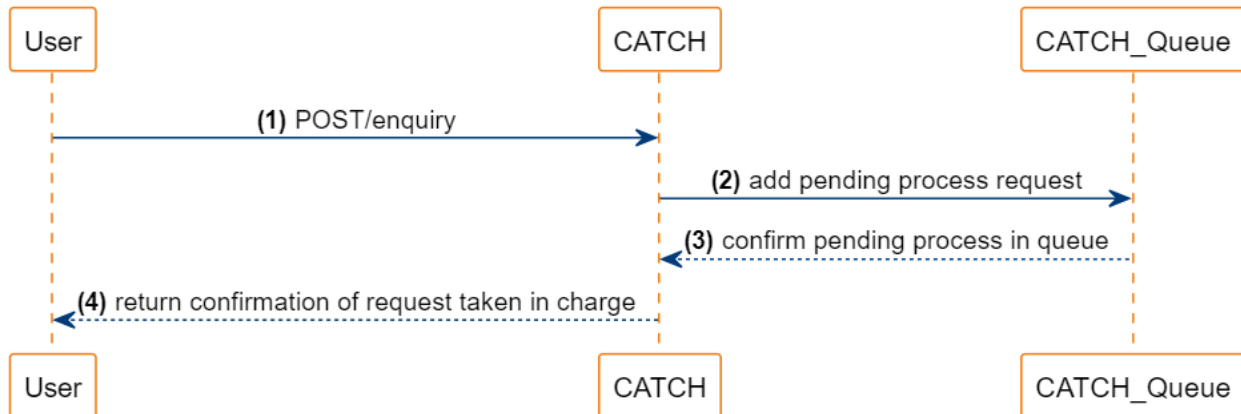 User CATCH CATCH_Queue
(1) POST/enquiry
(2) add pending process request
(3) confirm pending process in queue
(4) return confirmation of request taken in charge
User CATCH CATCH_Queue